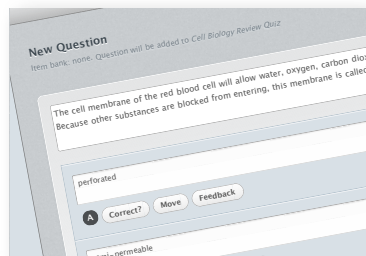 New Question
Item bank: none. Question will be added to Cell Biology Review Quiz
The cell membrane of the red blood cell will allow water, oxygen, carbon
Because other substances are blocked from entering, this membrane is called
perforated
A Correct? Move Feedback
-permeable